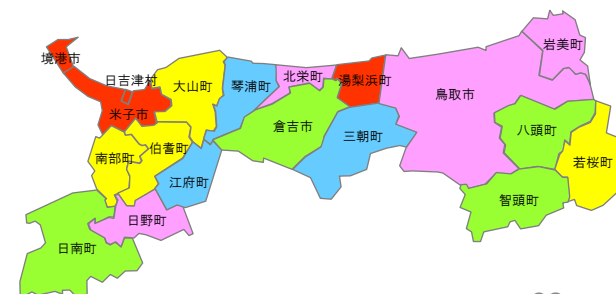 境港市
日吉津村
米子市
大山町
琴浦町
北栄町
湯梨浜町
鳥取市
岩美町
倉吉市
三朝町
八頭町
若桜町
智頭町
南部町
伯耆町
江府町
日野町
日南町